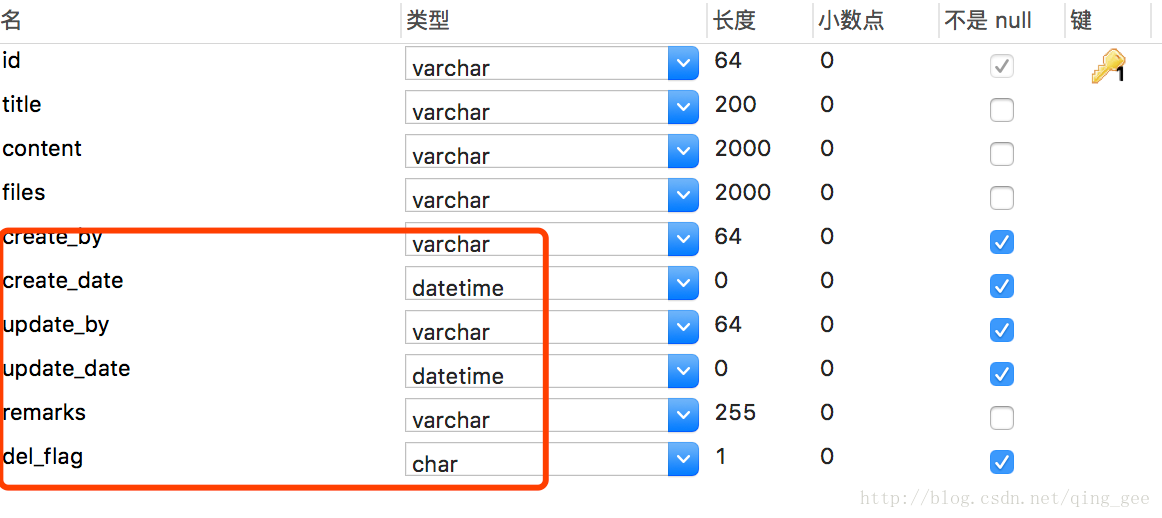 名 类型 长度 小数点 不是 null 键
id varchar 64 0 1
title varchar 200 0
content varchar 2000 0
files varchar 2000 0
create_by varchar 64 0
create_date datetime 0 0
update_by varchar 64 0
update_date datetime 0 0
remarks varchar 255 0
del_flag char 1 0
http://blog.csdn.net/qing_gee